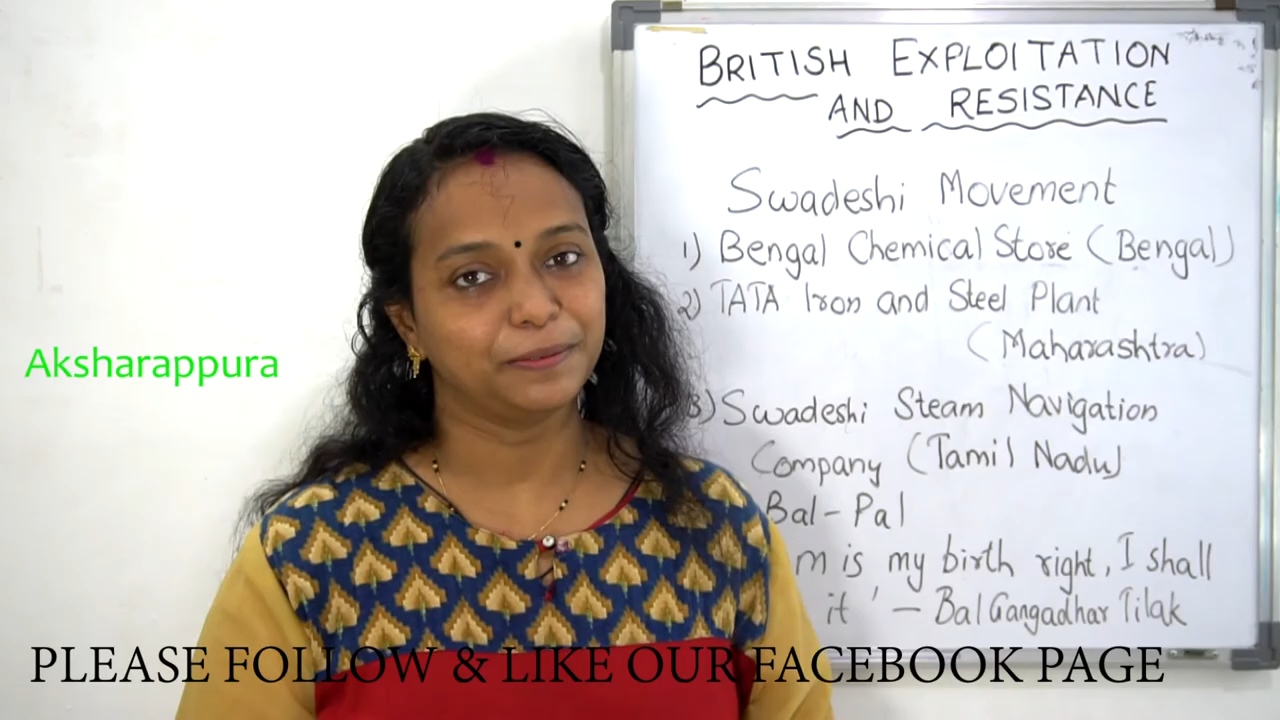 BRITISH EXPLOITATION
AND RESISTANCE
Swadeshi Movement
1) Bengal Chemical Store (Bengal)
2) TATA Iron and Steel Plant
(Maharashtra)
3) Swadeshi Steam Navigation
Company (Tamil Nadu)
Bal - Pal
m is my birth right, I shall
it ' - Bal Gangadhar Tilak
Aksharappura
PLEASE FOLLOW & LIKE OUR FACEBOOK PAGE